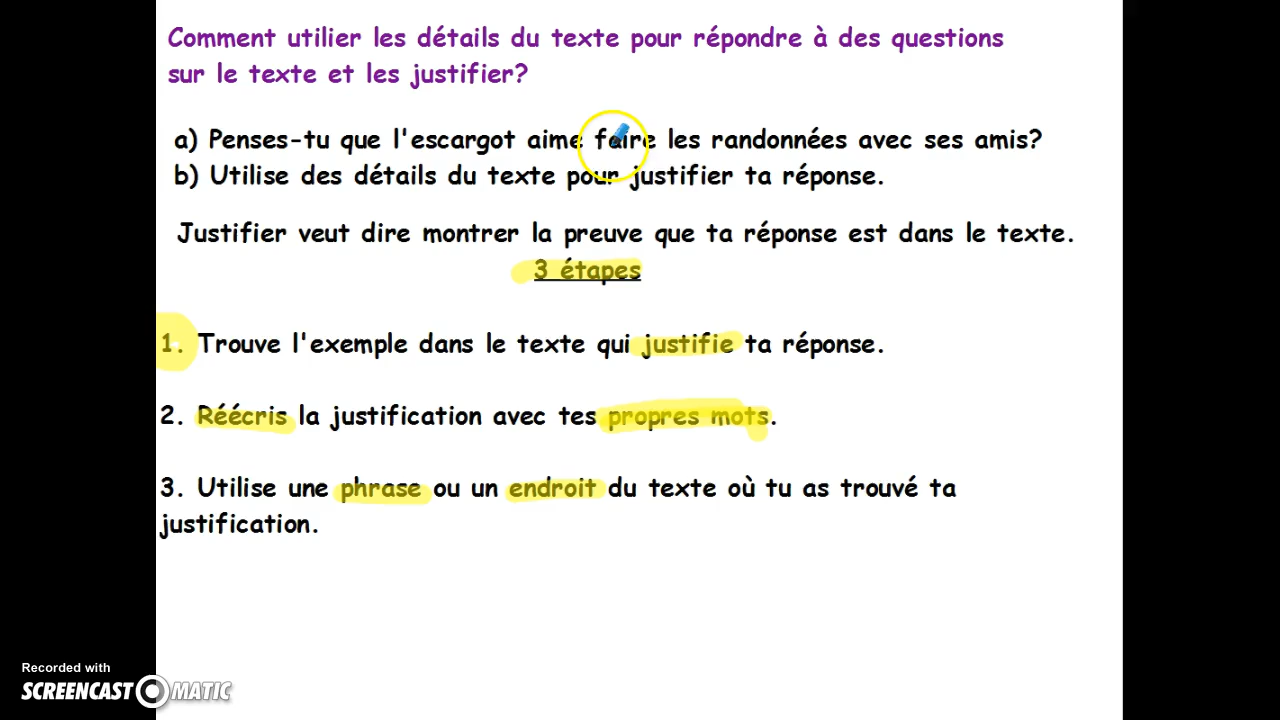 Comment utilier les détails du texte pour répondre à des questions
sur le texte et les justifier?
a) Penses-tu que l'escargot aime faire les randonnées avec ses amis?
b) Utilise des détails du texte pour justifier ta réponse.
Justifier veut dire montrer la preuve que ta réponse est dans le texte.
3 étapes
1. Trouve l'exemple dans le texte qui justifie ta réponse.
2. Réécris la justification avec tes propres mots.
3. Utilise une phrase ou un endroit du texte où tu as trouvé ta
justification.
Recorded with
SCREENCAST MATIC